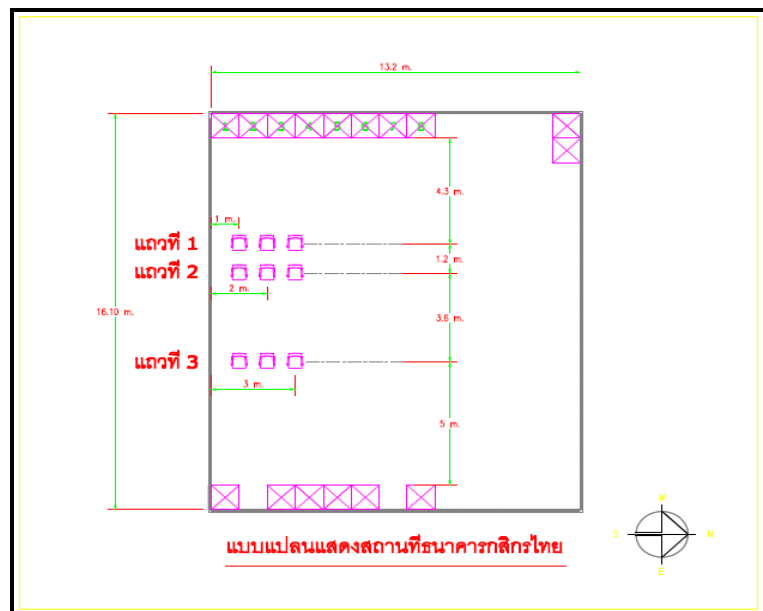 13.2 m.
1 2 3 4 5 6 7 8
4.3 m.
1 m.
แถวที่ 1
1.2 m.
แถวที่ 2
2 m.
16.10 m.
3.6 m.
แถวที่ 3
3 m.
5 m.
W
S N
E
แบบแปลนแสดงสถานที่ธนาคารกสิกรไทย